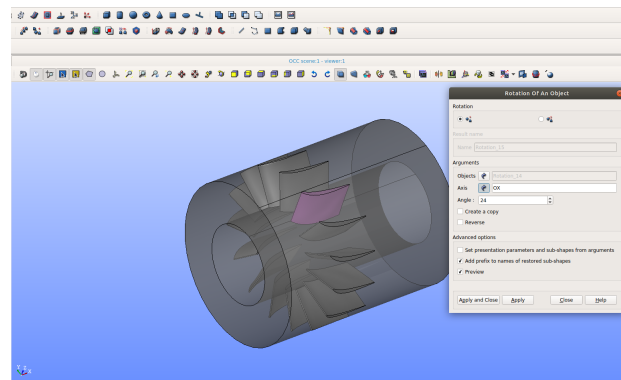 OCC scene:1 - viewer:1
Rotation Of An Object
Rotation
Result name
Name Rotation_14
Arguments
Objects Rotation_14
Axis OX
Angle : 24
Create a copy
Reverse
Advanced options
Set presentation parameters and sub-shapes from arguments
Add prefix to names of restored sub-shapes
Preview
Apply and Close Apply Close Help
Y Z X